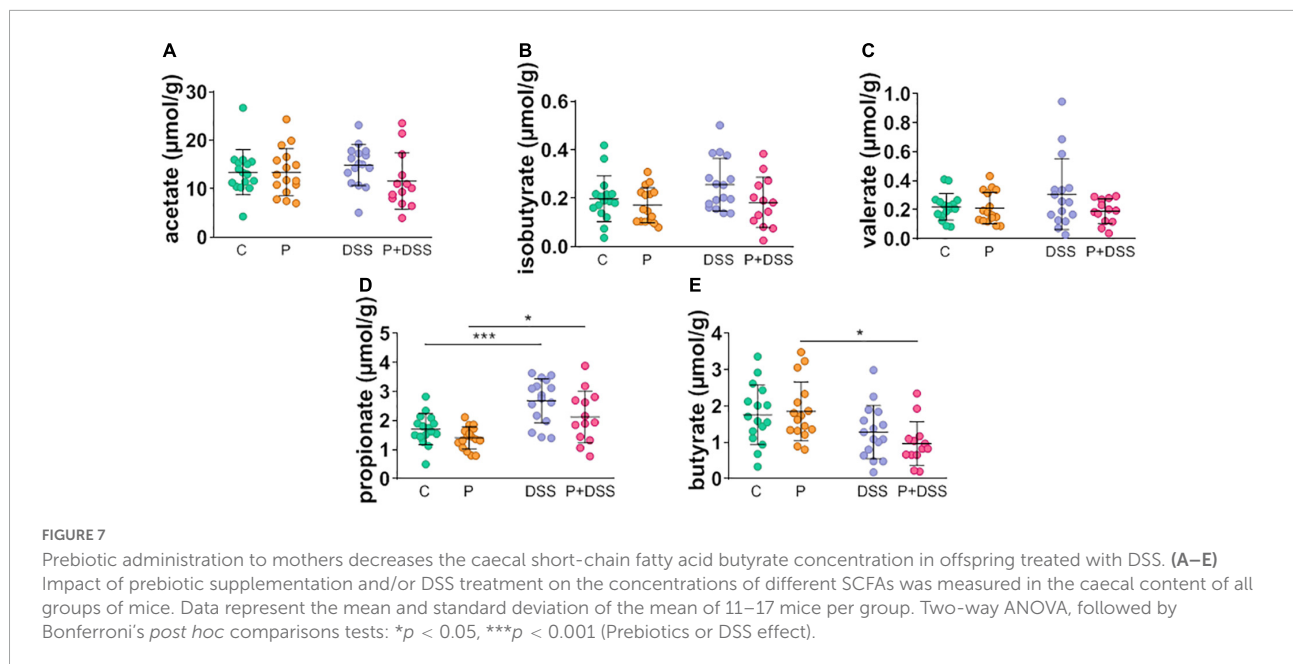 A
acetate (μmol/g)
30
20
10
0
C P DSS P+DSS
B
isobutyrate (μmol/g)
0.6
0.4
0.2
0.0
C P DSS P+DSS
C
valerate (μmol/g)
1.0
0.8
0.6
0.4
0.2
0.0
C P DSS P+DSS
D
propionate (μmol/g)
5
4
3
2
1
0
*
***
C P DSS P+DSS
E
butyrate (μmol/g)
4
3
2
1
0
*
C P DSS P+DSS
FIGURE 7
Prebiotic administration to mothers decreases the caecal short-chain fatty acid butyrate concentration in offspring treated with DSS. (A–E)
Impact of prebiotic supplementation and/or DSS treatment on the concentrations of different SCFAs was measured in the caecal content of all
groups of mice. Data represent the mean and standard deviation of the mean of 11–17 mice per group. Two-way ANOVA, followed by
Bonferroni's post hoc comparisons tests: *p < 0.05, ***p < 0.001 (Prebiotics or DSS effect).